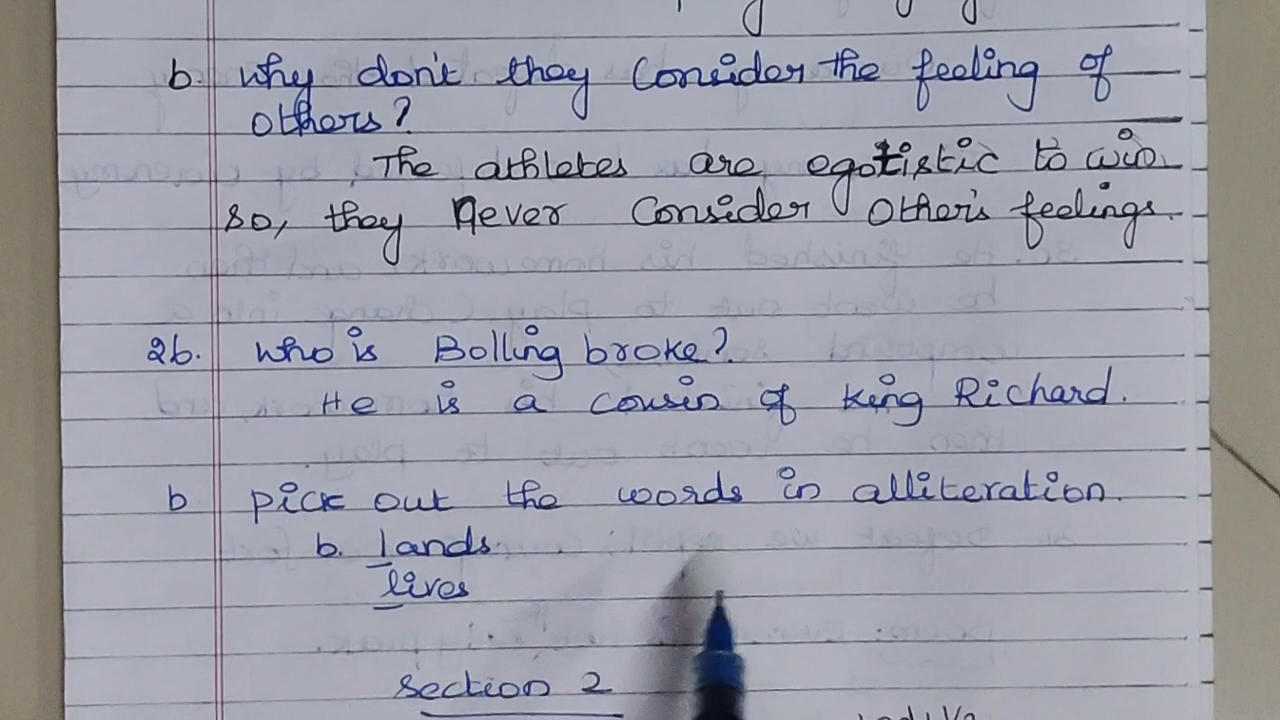 b. Why don't they Consider the feeling of
others?
The athletes are egotistic to win.
so, they never Consider Other's feelings.
26. Who is Bolling broke?
He is a cousin of King Richard.
b pick out the words in alliteration.
b. lands.
lives
section 2